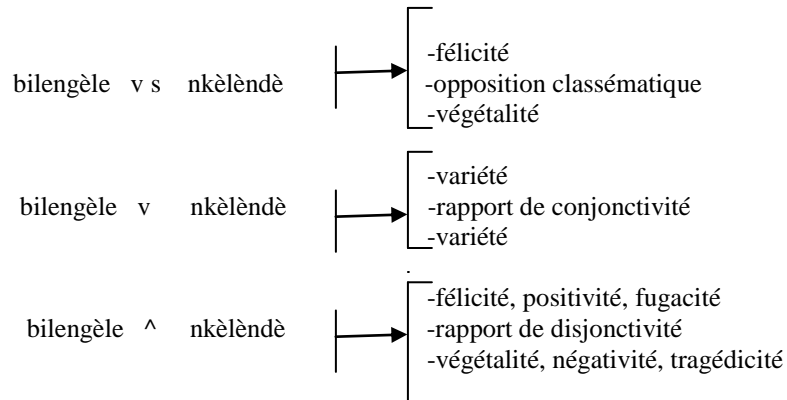 -félicité
bilengèle v s nkèlèndè
-opposition classématique
-végétalité
-variété
bilengèle v nkèlèndè
-rapport de conjonctivité
-variété
-félicité, positivité, fugacité
bilengèle ^ nkèlèndè
-rapport de disjonctivité
-végétalité, négativité, tragédicité